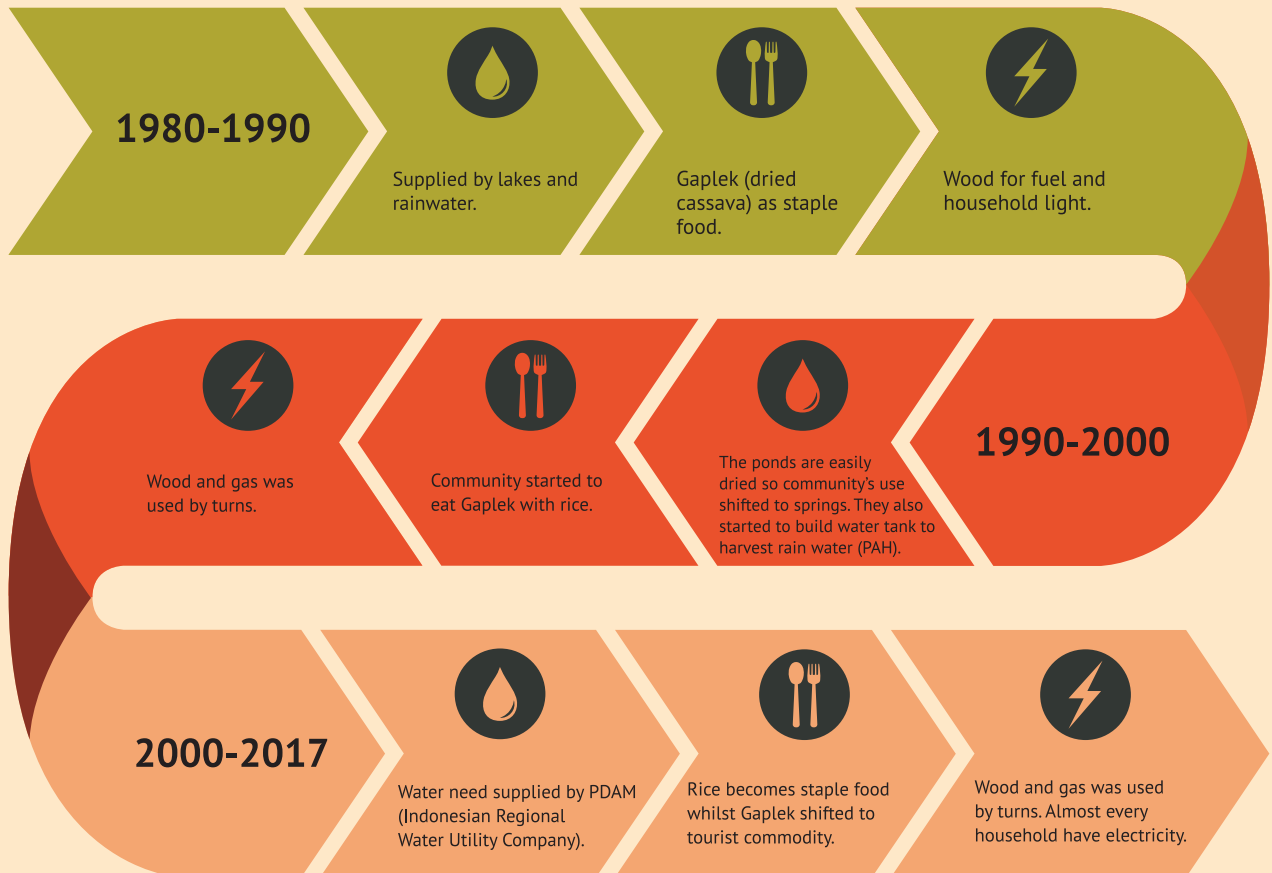 1980-1990
Supplied by lakes and
rainwater.
Gaplek (dried
cassava) as staple
food.
Wood for fuel and
household light.
1990-2000
The ponds are easily
dried so community's use
shifted to springs. They also
started to build water tank to
harvest rain water (PAH).
Community started to
eat Gaplek with rice.
Wood and gas was
used by turns.
2000-2017
Water need supplied by PDAM
(Indonesian Regional
Water Utility Company).
Rice becomes staple food
whilst Gaplek shifted to
tourist commodity.
Wood and gas was used
by turns. Almost every
household have electricity.